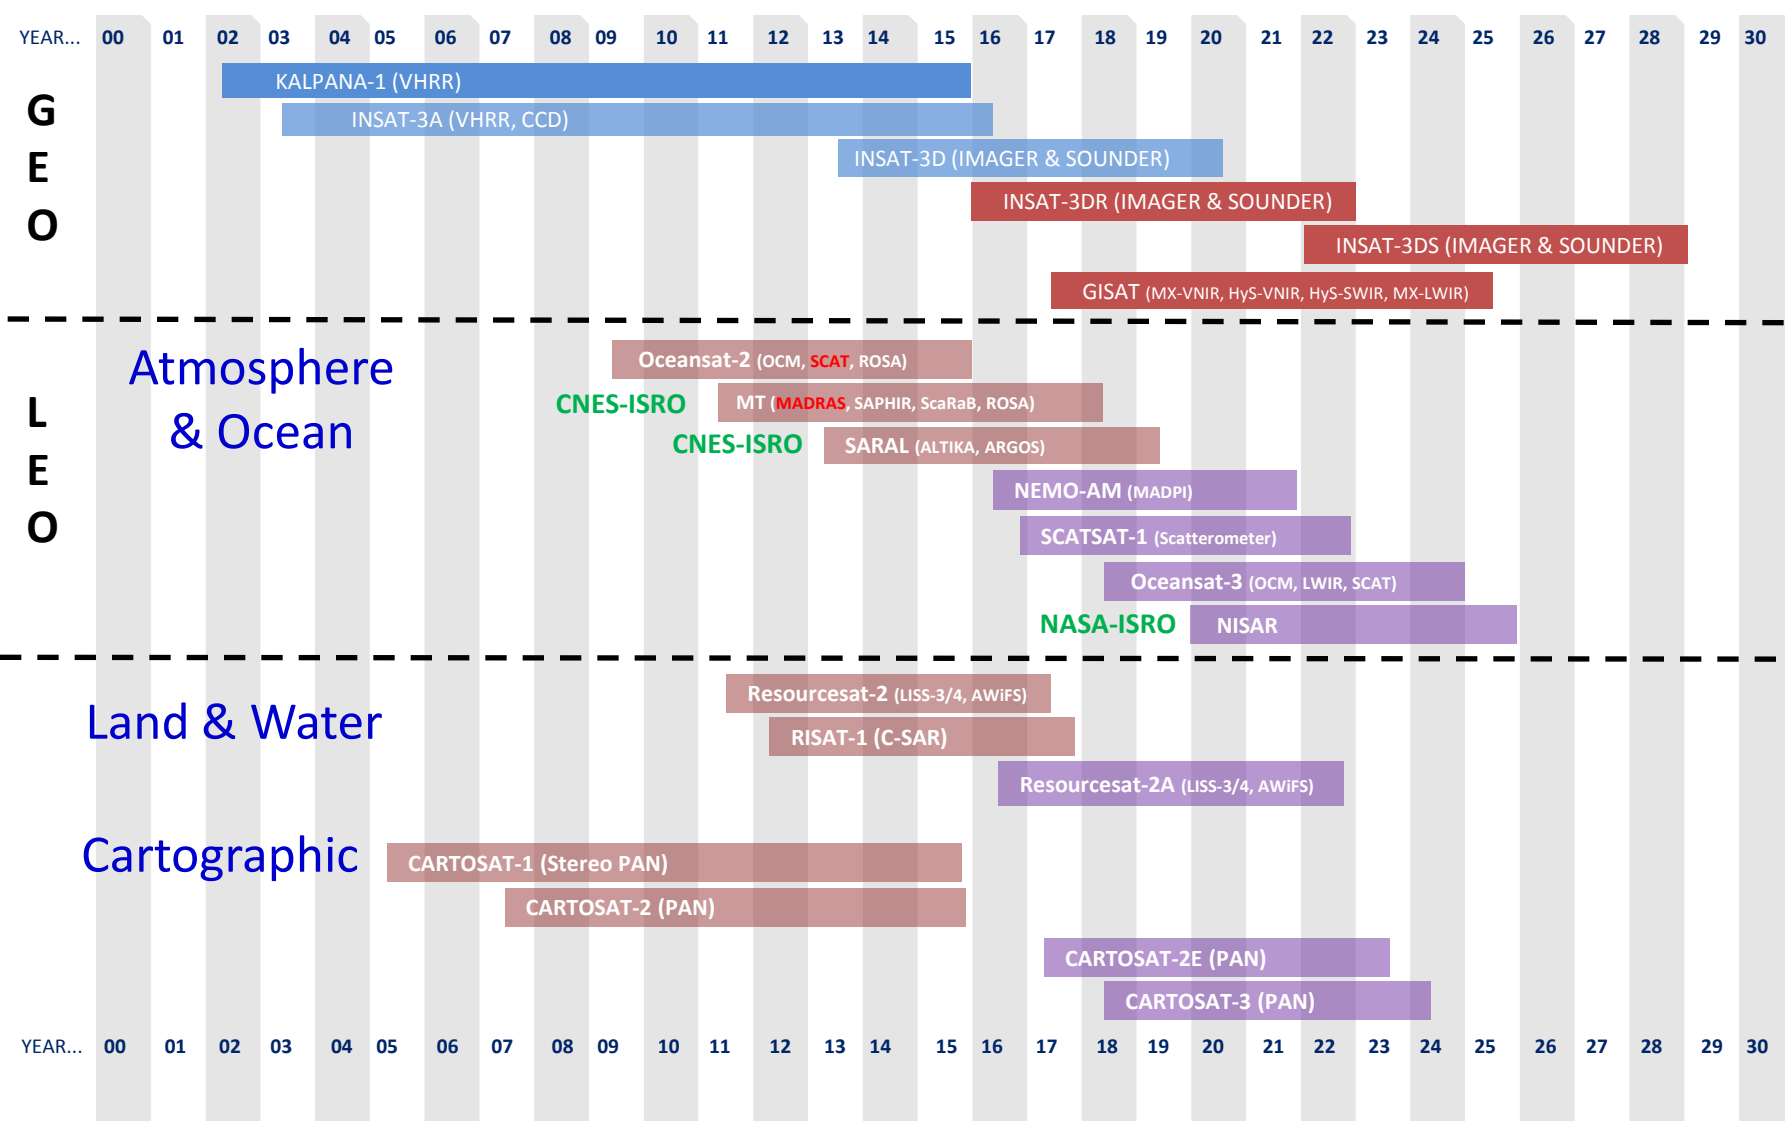 YEAR... 00 01 02 03 04 05 06 07 08 09 10 11 12 13 14 15 16 17 18 19 20 21 22 23 24 25 26 27 28 29 30
G
E
O
KALPANA-1 (VHRR)
INSAT-3A (VHRR, CCD)
INSAT-3D (IMAGER & SOUNDER)
INSAT-3DR (IMAGER & SOUNDER)
INSAT-3DS (IMAGER & SOUNDER)
GISAT (MX-VNIR, HyS-VNIR, HyS-SWIR, MX-LWIR)
L
E
O
Atmosphere
& Ocean
Oceansat-2 (OCM, SCAT, ROSA)
CNES-ISRO MT (MADRAS, SAPHIR, ScaRaB, ROSA)
CNES-ISRO SARAL (ALTIKA, ARGOS)
NEMO-AM (MADPI)
SCATSAT-1 (Scatterometer)
Oceansat-3 (OCM, LWIR, SCAT)
NASA-ISRO NISAR
Land & Water
Resourcesat-2 (LISS-3/4, AWiFS)
RISAT-1 (C-SAR)
Resourcesat-2A (LISS-3/4, AWiFS)
Cartographic
CARTOSAT-1 (Stereo PAN)
CARTOSAT-2 (PAN)
CARTOSAT-2E (PAN)
CARTOSAT-3 (PAN)
YEAR... 00 01 02 03 04 05 06 07 08 09 10 11 12 13 14 15 16 17 18 19 20 21 22 23 24 25 26 27 28 29 30